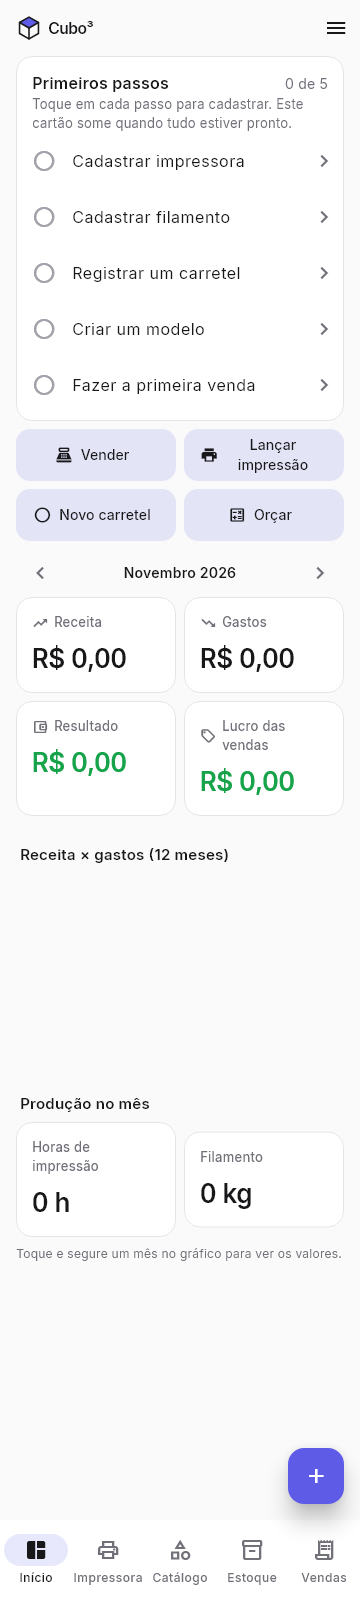 Cubo³
Primeiros passos
0 de 5
Toque em cada passo para cadastrar. Este
cartão some quando tudo estiver pronto.
Cadastrar impressora
Cadastrar filamento
Registrar um carretel
Criar um modelo
Fazer a primeira venda
Vender
Lançar
impressão
Novo carretel
Orçar
Novembro 2026
Receita
R$ 0,00
Gastos
R$ 0,00
Resultado
R$ 0,00
Lucro das
vendas
R$ 0,00
Receita × gastos (12 meses)
Produção no mês
Horas de
impressão
0 h
Filamento
0 kg
Toque e segure um mês no gráfico para ver os valores.
+
Início
Impressora
Catálogo
Estoque
Vendas